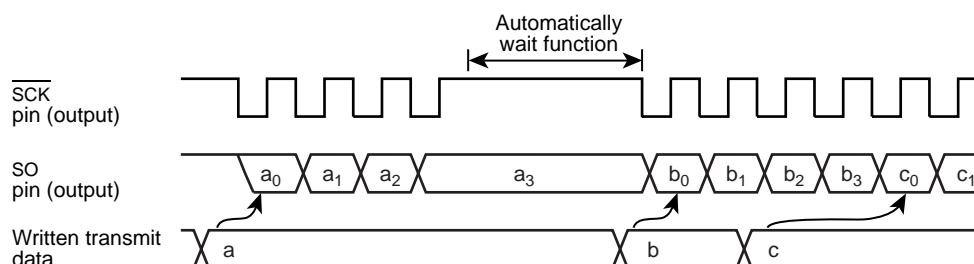 Automatically
wait function
SCK
pin (output)
SO
pin (output)
a0 a1 a2 a3 b0 b1 b2 b3 c0 c1
Written transmit
data
a b c